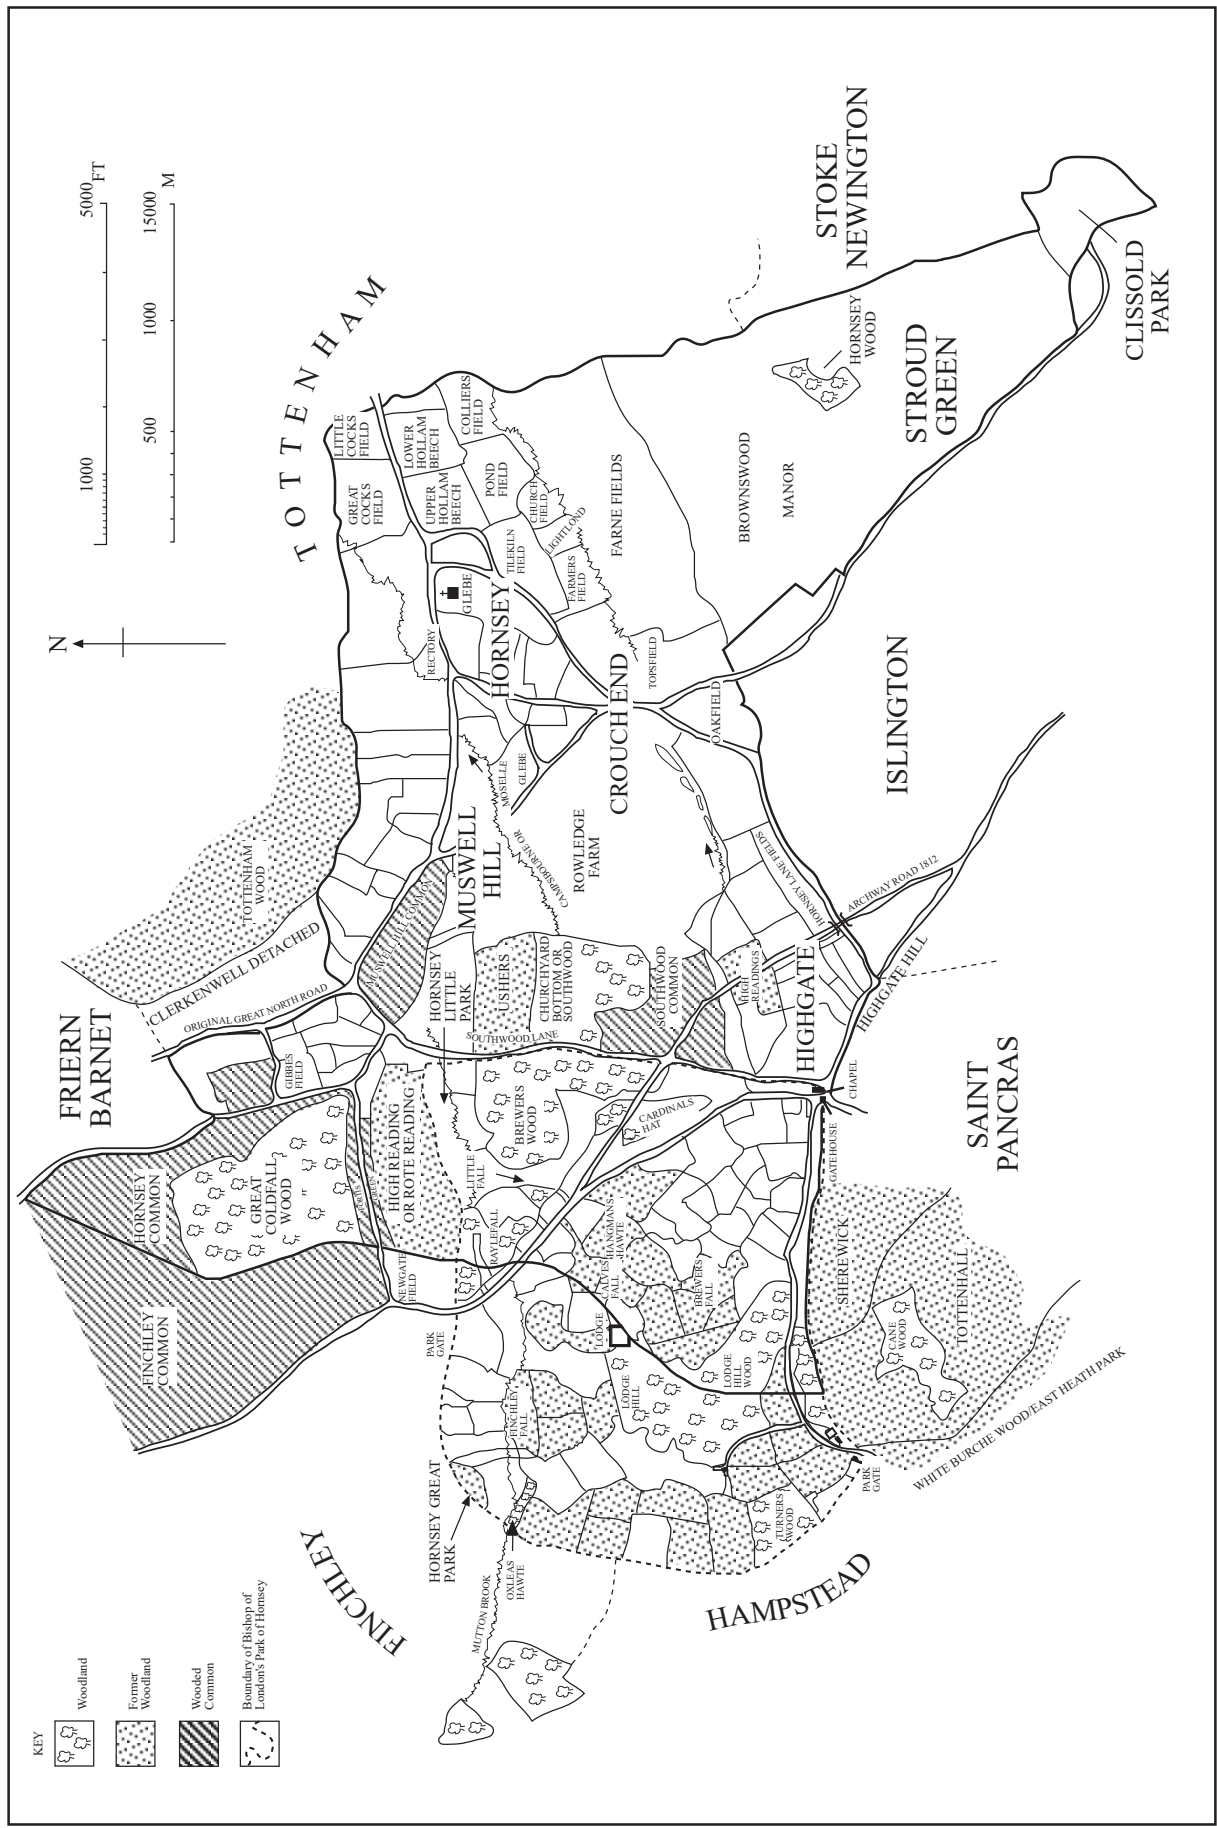 KEY
Woodland
Former
Woodland
Wooded
Common
Boundary of Bishop of
London's Park of Hornsey
N
5000
FT
1000
15000
M
1000
500
TOTTENHAM
FINCHLEY
HAMPSTEAD
FRIERN
BARNET
CLERKENWELL DETACHED
TOTTENHAM
WOOD
ORIGINAL GREAT NORTH ROAD
FINCHLEY
COMMON
HORNSEY
COMMON
GREAT
COLDFALL
WOOD
FORTIS
GREEN
GIBBES
FIELD
MUSWELL HILL COMMON
MUSWELL
HILL
HORNSEY
LITTLE
PARK
HIGH READING
OR ROTE READING
NEWGATE
FIELD
PARK
GATE
HORNSEY GREAT
PARK
MUTTON BROOK
OXLEAS
HAWTE
FINCHLEY
FALL
RAYLEFALL
LITTLE
FALL
BREWERS
WOOD
SOUTHWOOD LANE
USHERS
CHURCHYARD
BOTTOM OR
SOUTHWOOD
SOUTHWOOD
COMMON
CARDINALS
HAT
HANGMANS
HAWTE
CALVES
FALL
BREWERS
FALL
LODGE
LODGE
HILL
LODGE
HILL
WOOD
TURNERS
WOOD
PARK
GATE
WHITE BURCHE WOOD/EAST HEATH PARK
CANE
WOOD
TOTTENHALL
SHEREWICK
GATEHOUSE
CHAPEL
HIGHGATE
HIGH
READINGS
HIGHGATE HILL
ARCHWAY ROAD 1812
HORNSEY LANE FIELDS
SAINT
PANCRAS
ISLINGTON
ROWLEDGE
FARM
CAMPSBOURNE OR
MOSELLE
GLEBE
CROUCH END
OAKFIELD
TOPSFIELD
HORNSEY
RECTORY
GLEBE
TILEKILN
FIELD
FARMERS
FIELD
LIGHTLOND
CHURCH
FIELD
POND
FIELD
UPPER
HOLLAM
BEECH
LOWER
HOLLAM
BEECH
COLLIERS
FIELD
GREAT
COCKS
FIELD
LITTLE
COCKS
FIELD
FARNE FIELDS
BROWNSWOOD
MANOR
HORNSEY
WOOD
STROUD
GREEN
STOKE
NEWINGTON
CLISSOLD
PARK